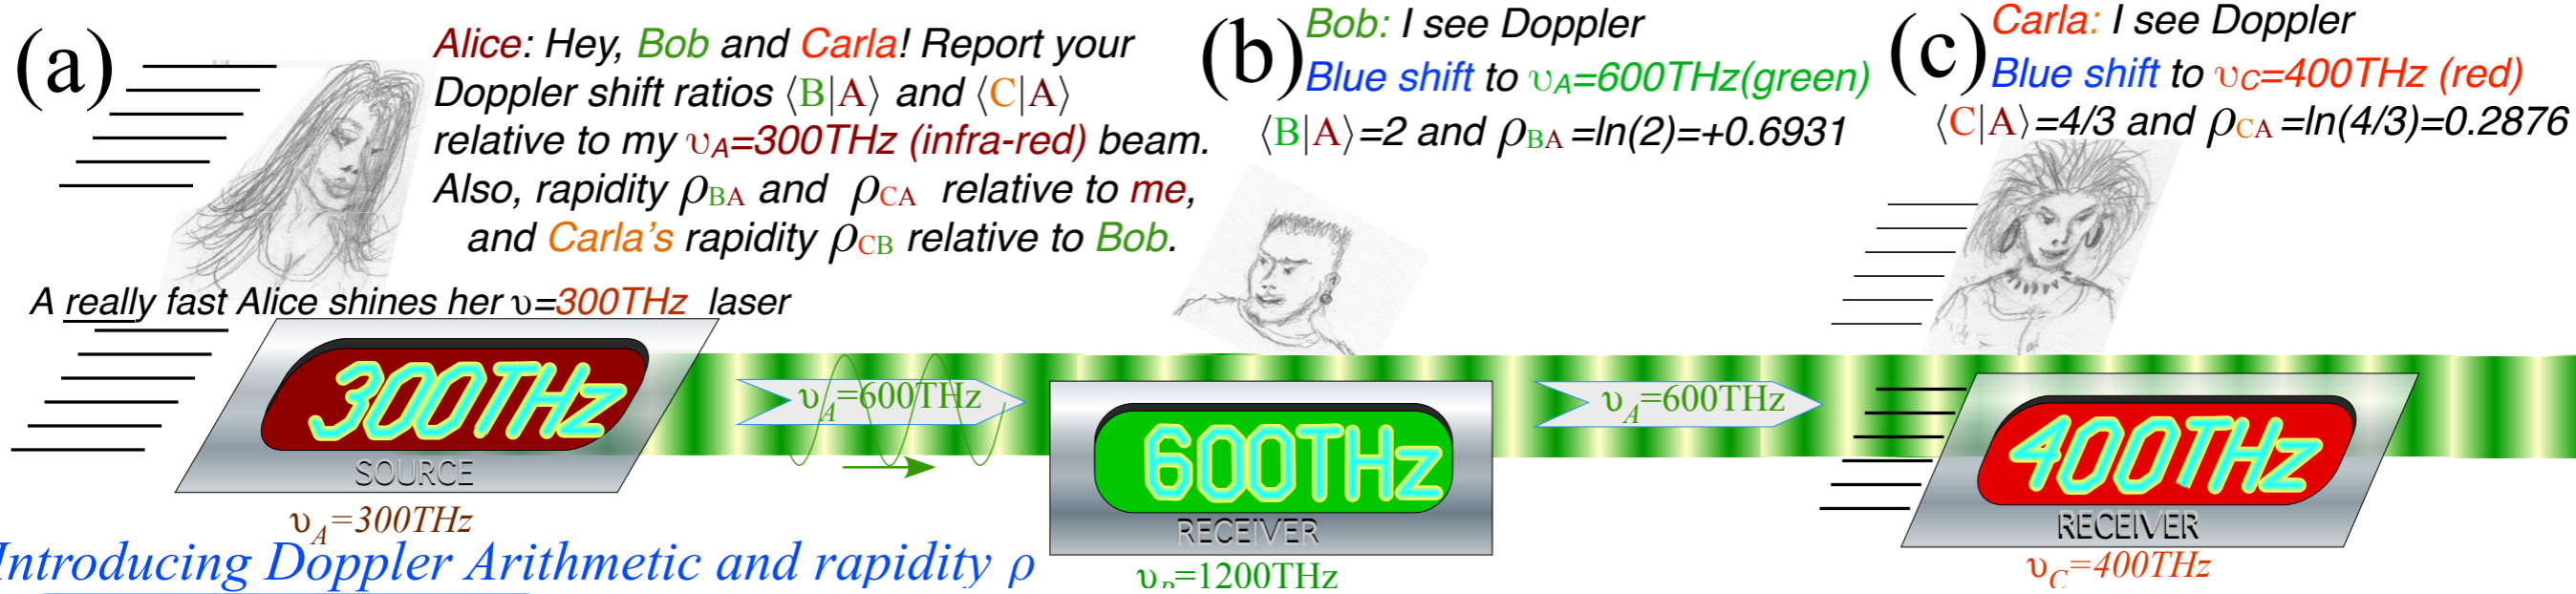 (a)
Alice: Hey, Bob and Carla! Report your
Doppler shift ratios ⟨B|A⟩ and ⟨C|A⟩
relative to my υA=300THz (infra-red) beam.
Also, rapidity ρBA and ρCA relative to me,
and Carla's rapidity ρCB relative to Bob.
A really fast Alice shines her υ=300THz laser
300THz
SOURCE
υA=300THz
Introducing Doppler Arithmetic and rapidity ρ
υA=600THz
(b)
Bob: I see Doppler
Blue shift to υA=600THz(green)
⟨B|A⟩=2 and ρBA=ln(2)=+0.6931
600THz
RECEIVER
υB=1200THz
υA=600THz
(c)
Carla: I see Doppler
Blue shift to υC=400THz (red)
⟨C|A⟩=4/3 and ρCA=ln(4/3)=0.2876
400THz
RECEIVER
υC=400THz